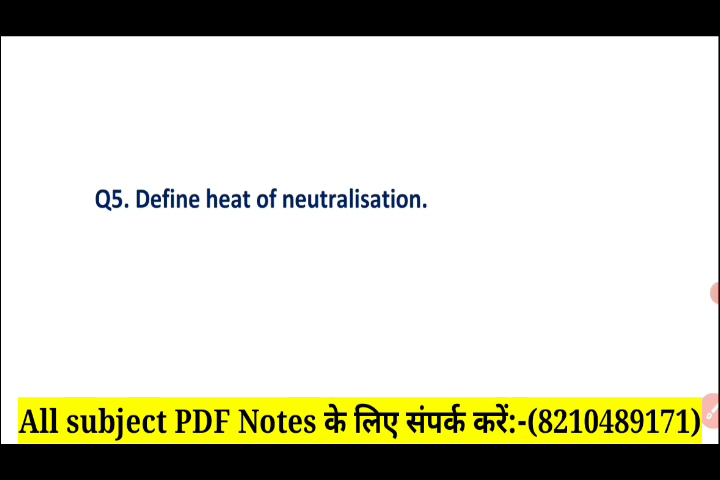 Q5. Define heat of neutralisation.
All subject PDF Notes के लिए संपर्क करें:-(8210489171)